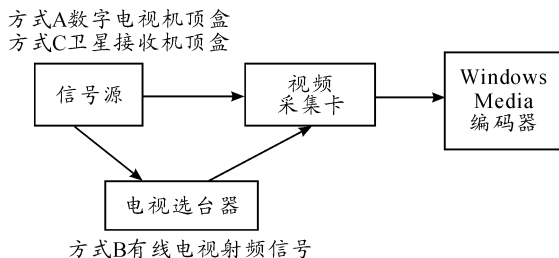 方式A数字电视机顶盒
方式C卫星接收机顶盒
信号源
视频
采集卡
Windows
Media
编码器
电视选台器
方式B有线电视射频信号